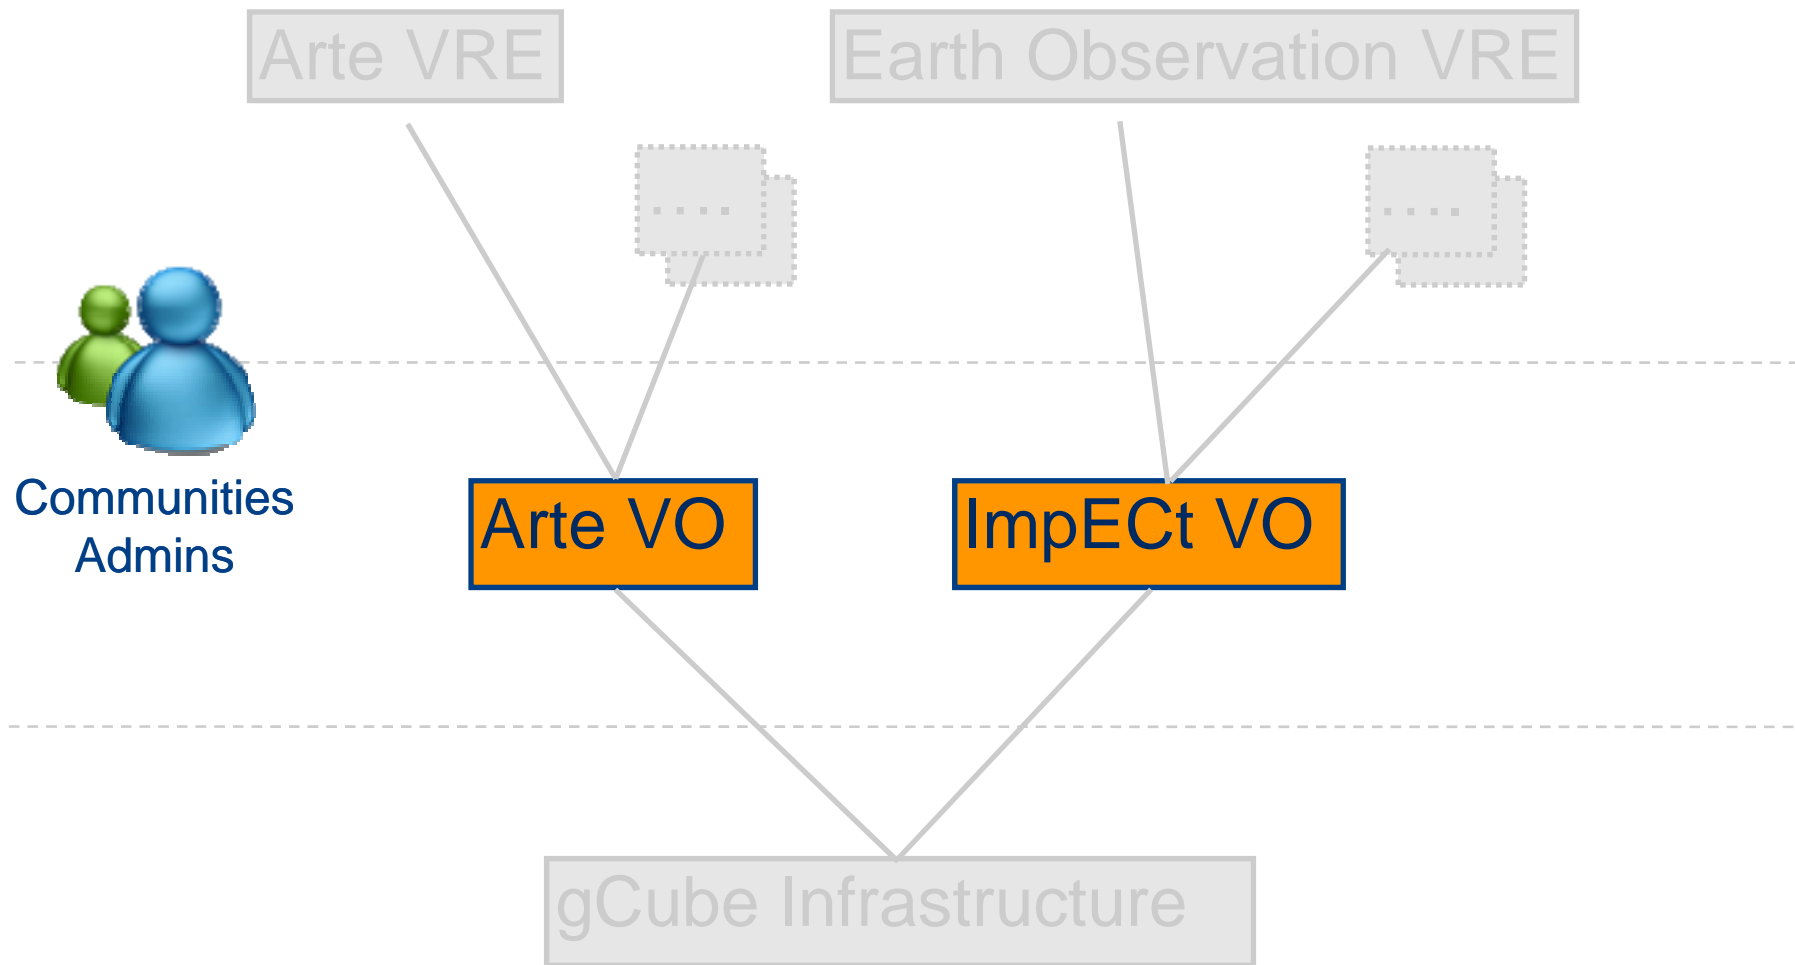 Arte VRE
Earth Observation VRE
....
....
Communities
Admins
Arte VO
ImpECt VO
gCube Infrastructure